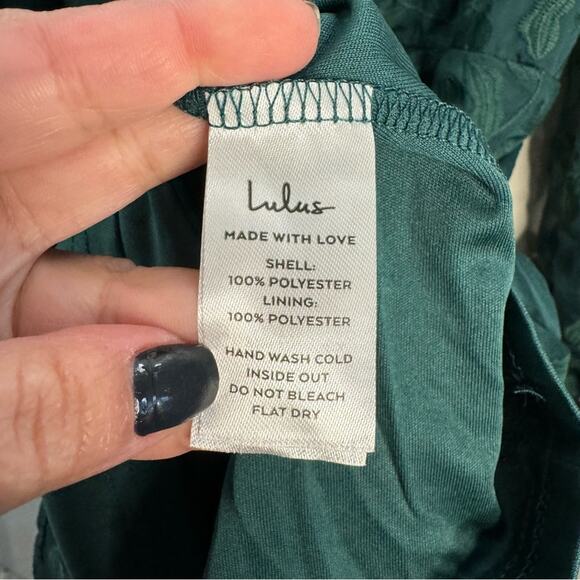 Lulus
MADE WITH LOVE
SHELL:
100% POLYESTER
LINING:
100% POLYESTER
HAND WASH COLD
INSIDE OUT
DO NOT BLEACH
FLAT DRY